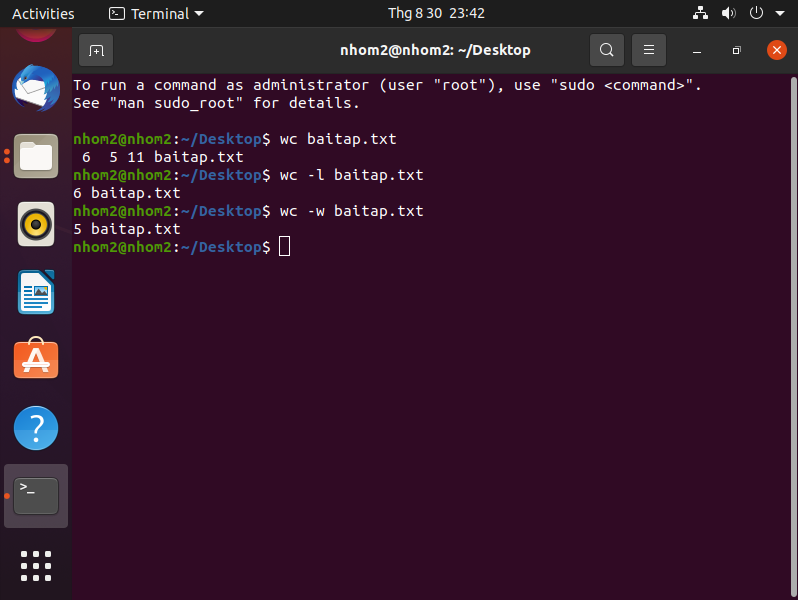 Activities Terminal Thg 8 30 23:42
nhom2@nhom2: ~/Desktop
To run a command as administrator (user "root"), use "sudo <command>".
See "man sudo_root" for details.
nhom2@nhom2:~/Desktop$ wc baitap.txt
 6  5 11 baitap.txt
nhom2@nhom2:~/Desktop$ wc -l baitap.txt
6 baitap.txt
nhom2@nhom2:~/Desktop$ wc -w baitap.txt
5 baitap.txt
nhom2@nhom2:~/Desktop$